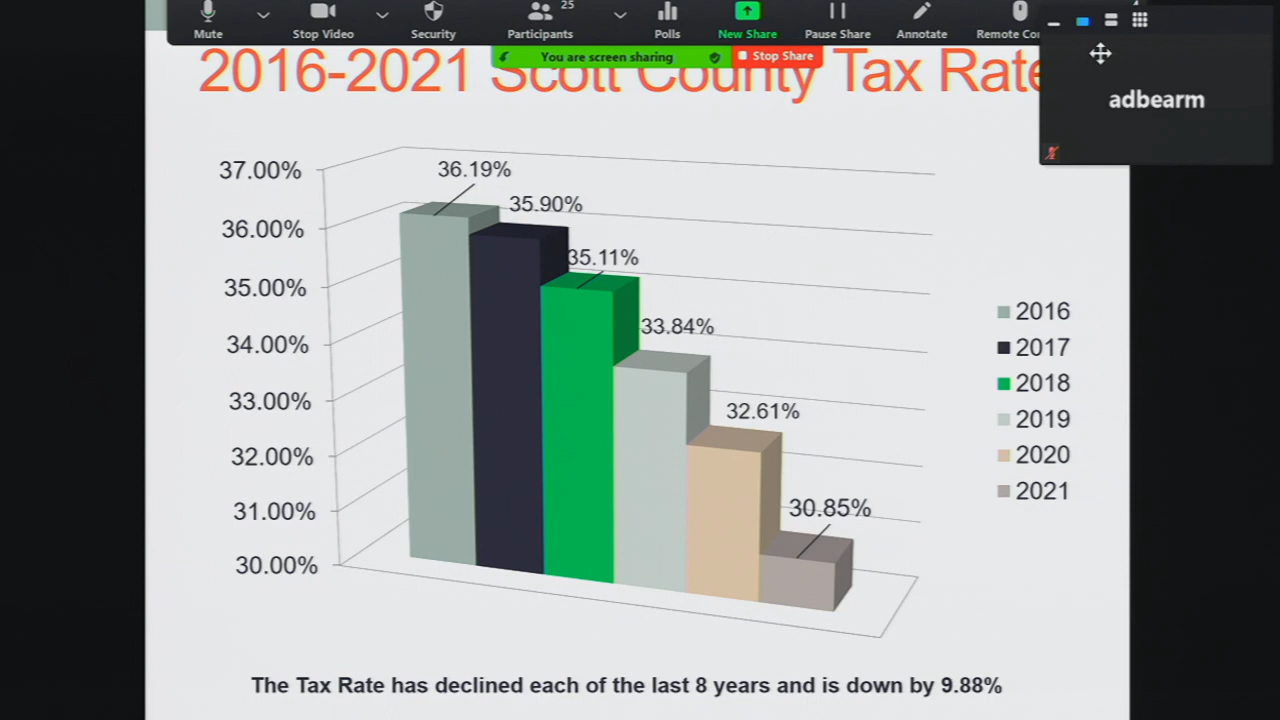 Mute
Stop Video
Security
25
Participants
Polls
New Share
Pause Share
Annotate
You are screen sharing
Stop Share
adbearm
2016-2021 Scott County Tax Rate
37.00%
36.00%
35.00%
34.00%
33.00%
32.00%
31.00%
30.00%
36.19%
35.90%
35.11%
33.84%
32.61%
30.85%
2016
2017
2018
2019
2020
2021
The Tax Rate has declined each of the last 8 years and is down by 9.88%